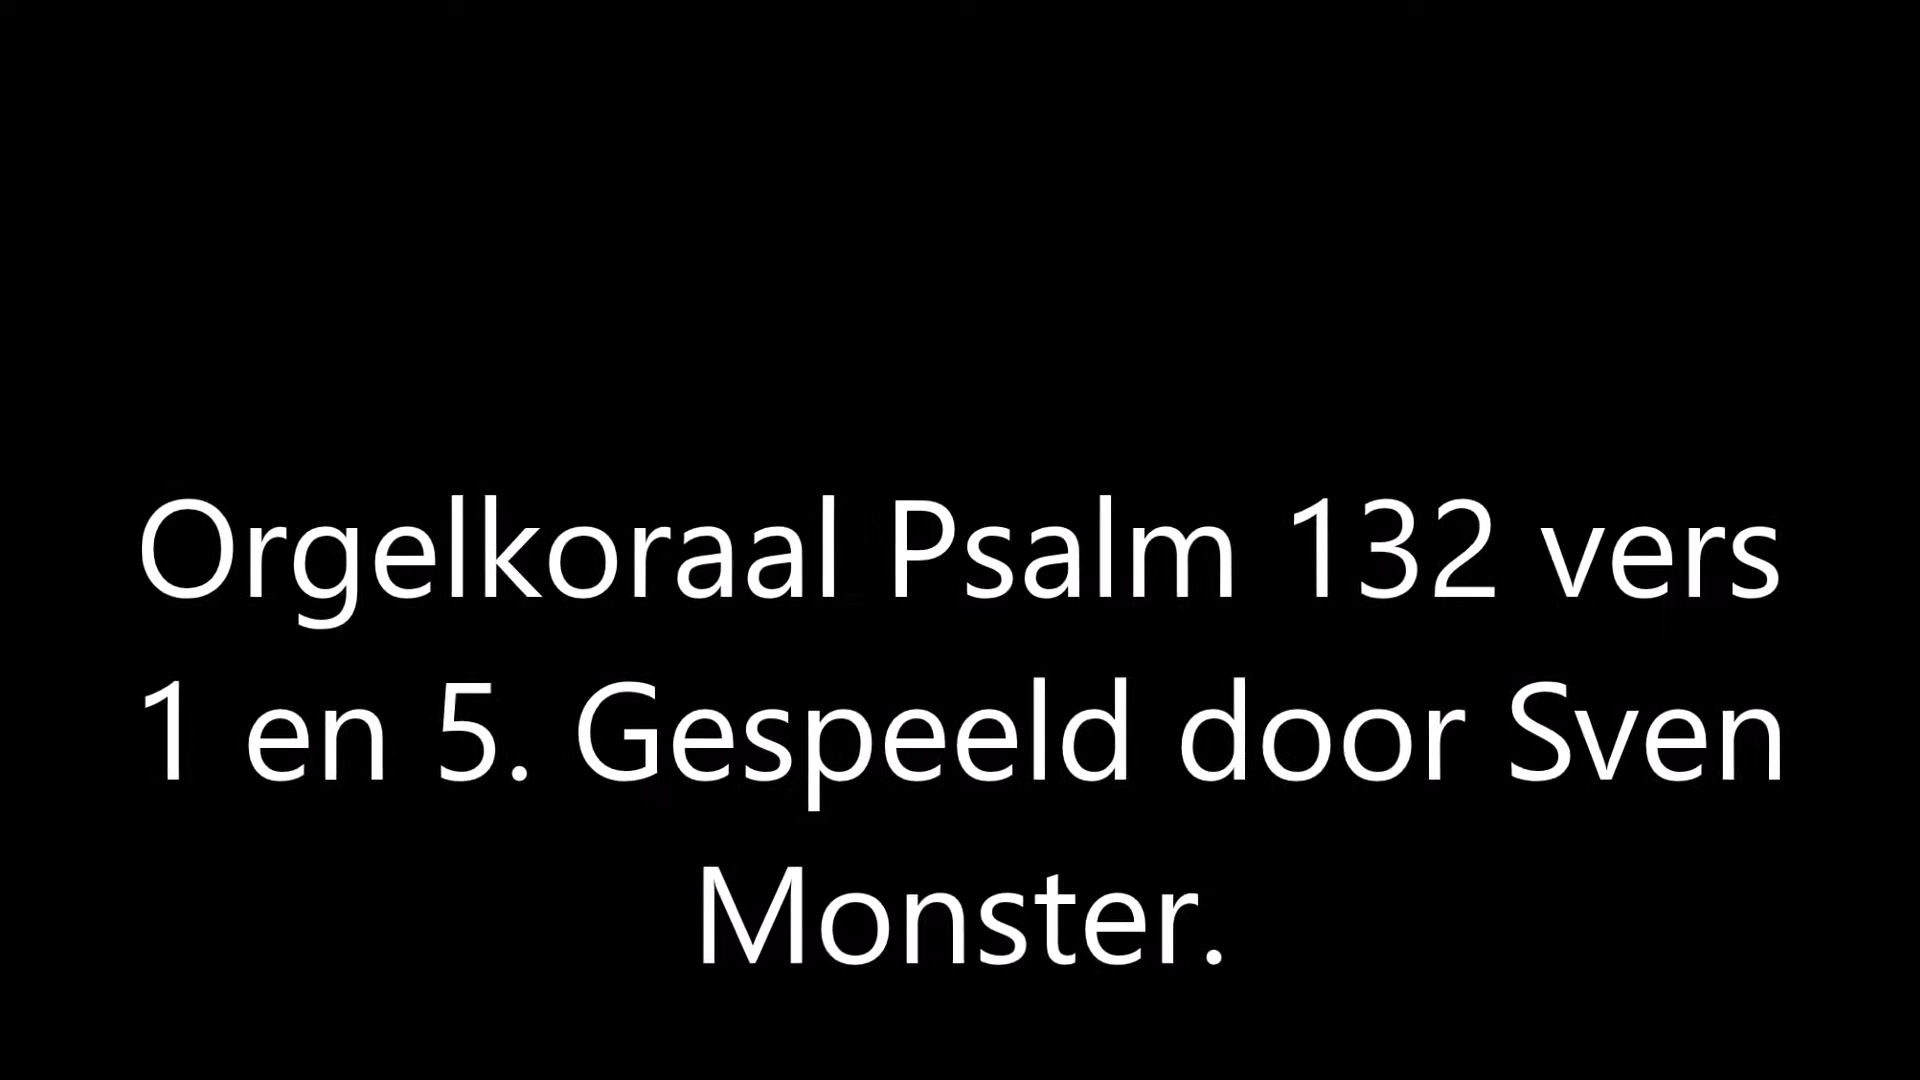 Orgelkoraal Psalm 132 vers
1 en 5. Gespeeld door Sven
Monster.